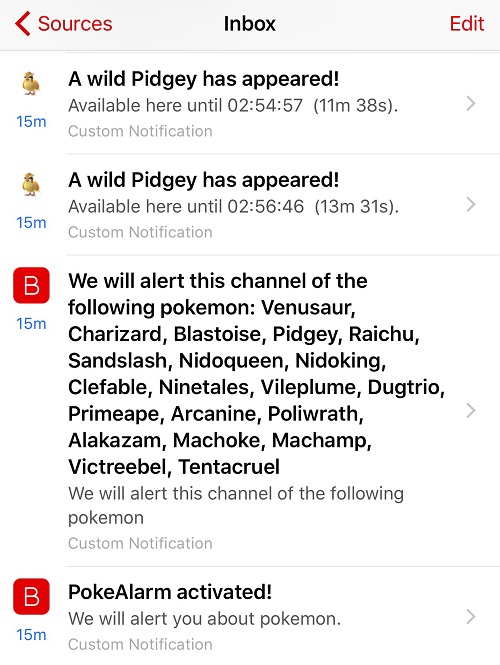 Sources
Inbox
Edit
A wild Pidgey has appeared!
Available here until 02:54:57  (11m 38s).
15m
Custom Notification
A wild Pidgey has appeared!
Available here until 02:56:46  (13m 31s).
15m
Custom Notification
B
15m
We will alert this channel of the
following pokemon: Venusaur,
Charizard, Blastoise, Pidgey, Raichu,
Sandslash, Nidoqueen, Nidoking,
Clefable, Ninetales, Vileplume, Dugtrio,
Primeape, Arcanine, Poliwrath,
Alakazam, Machoke, Machamp,
Victreebel, Tentacruel
We will alert this channel of the following
pokemon
Custom Notification
B
PokeAlarm activated!
We will alert you about pokemon.
15m
Custom Notification